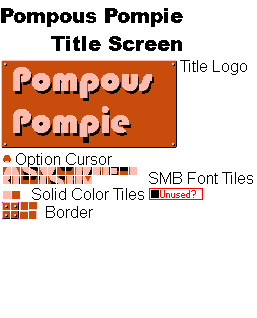 Pompous Pompie
Title Screen
Pompous
Pompie
Title Logo
Option Cursor
SMB Font Tiles
Solid Color Tiles
Unused?
Border